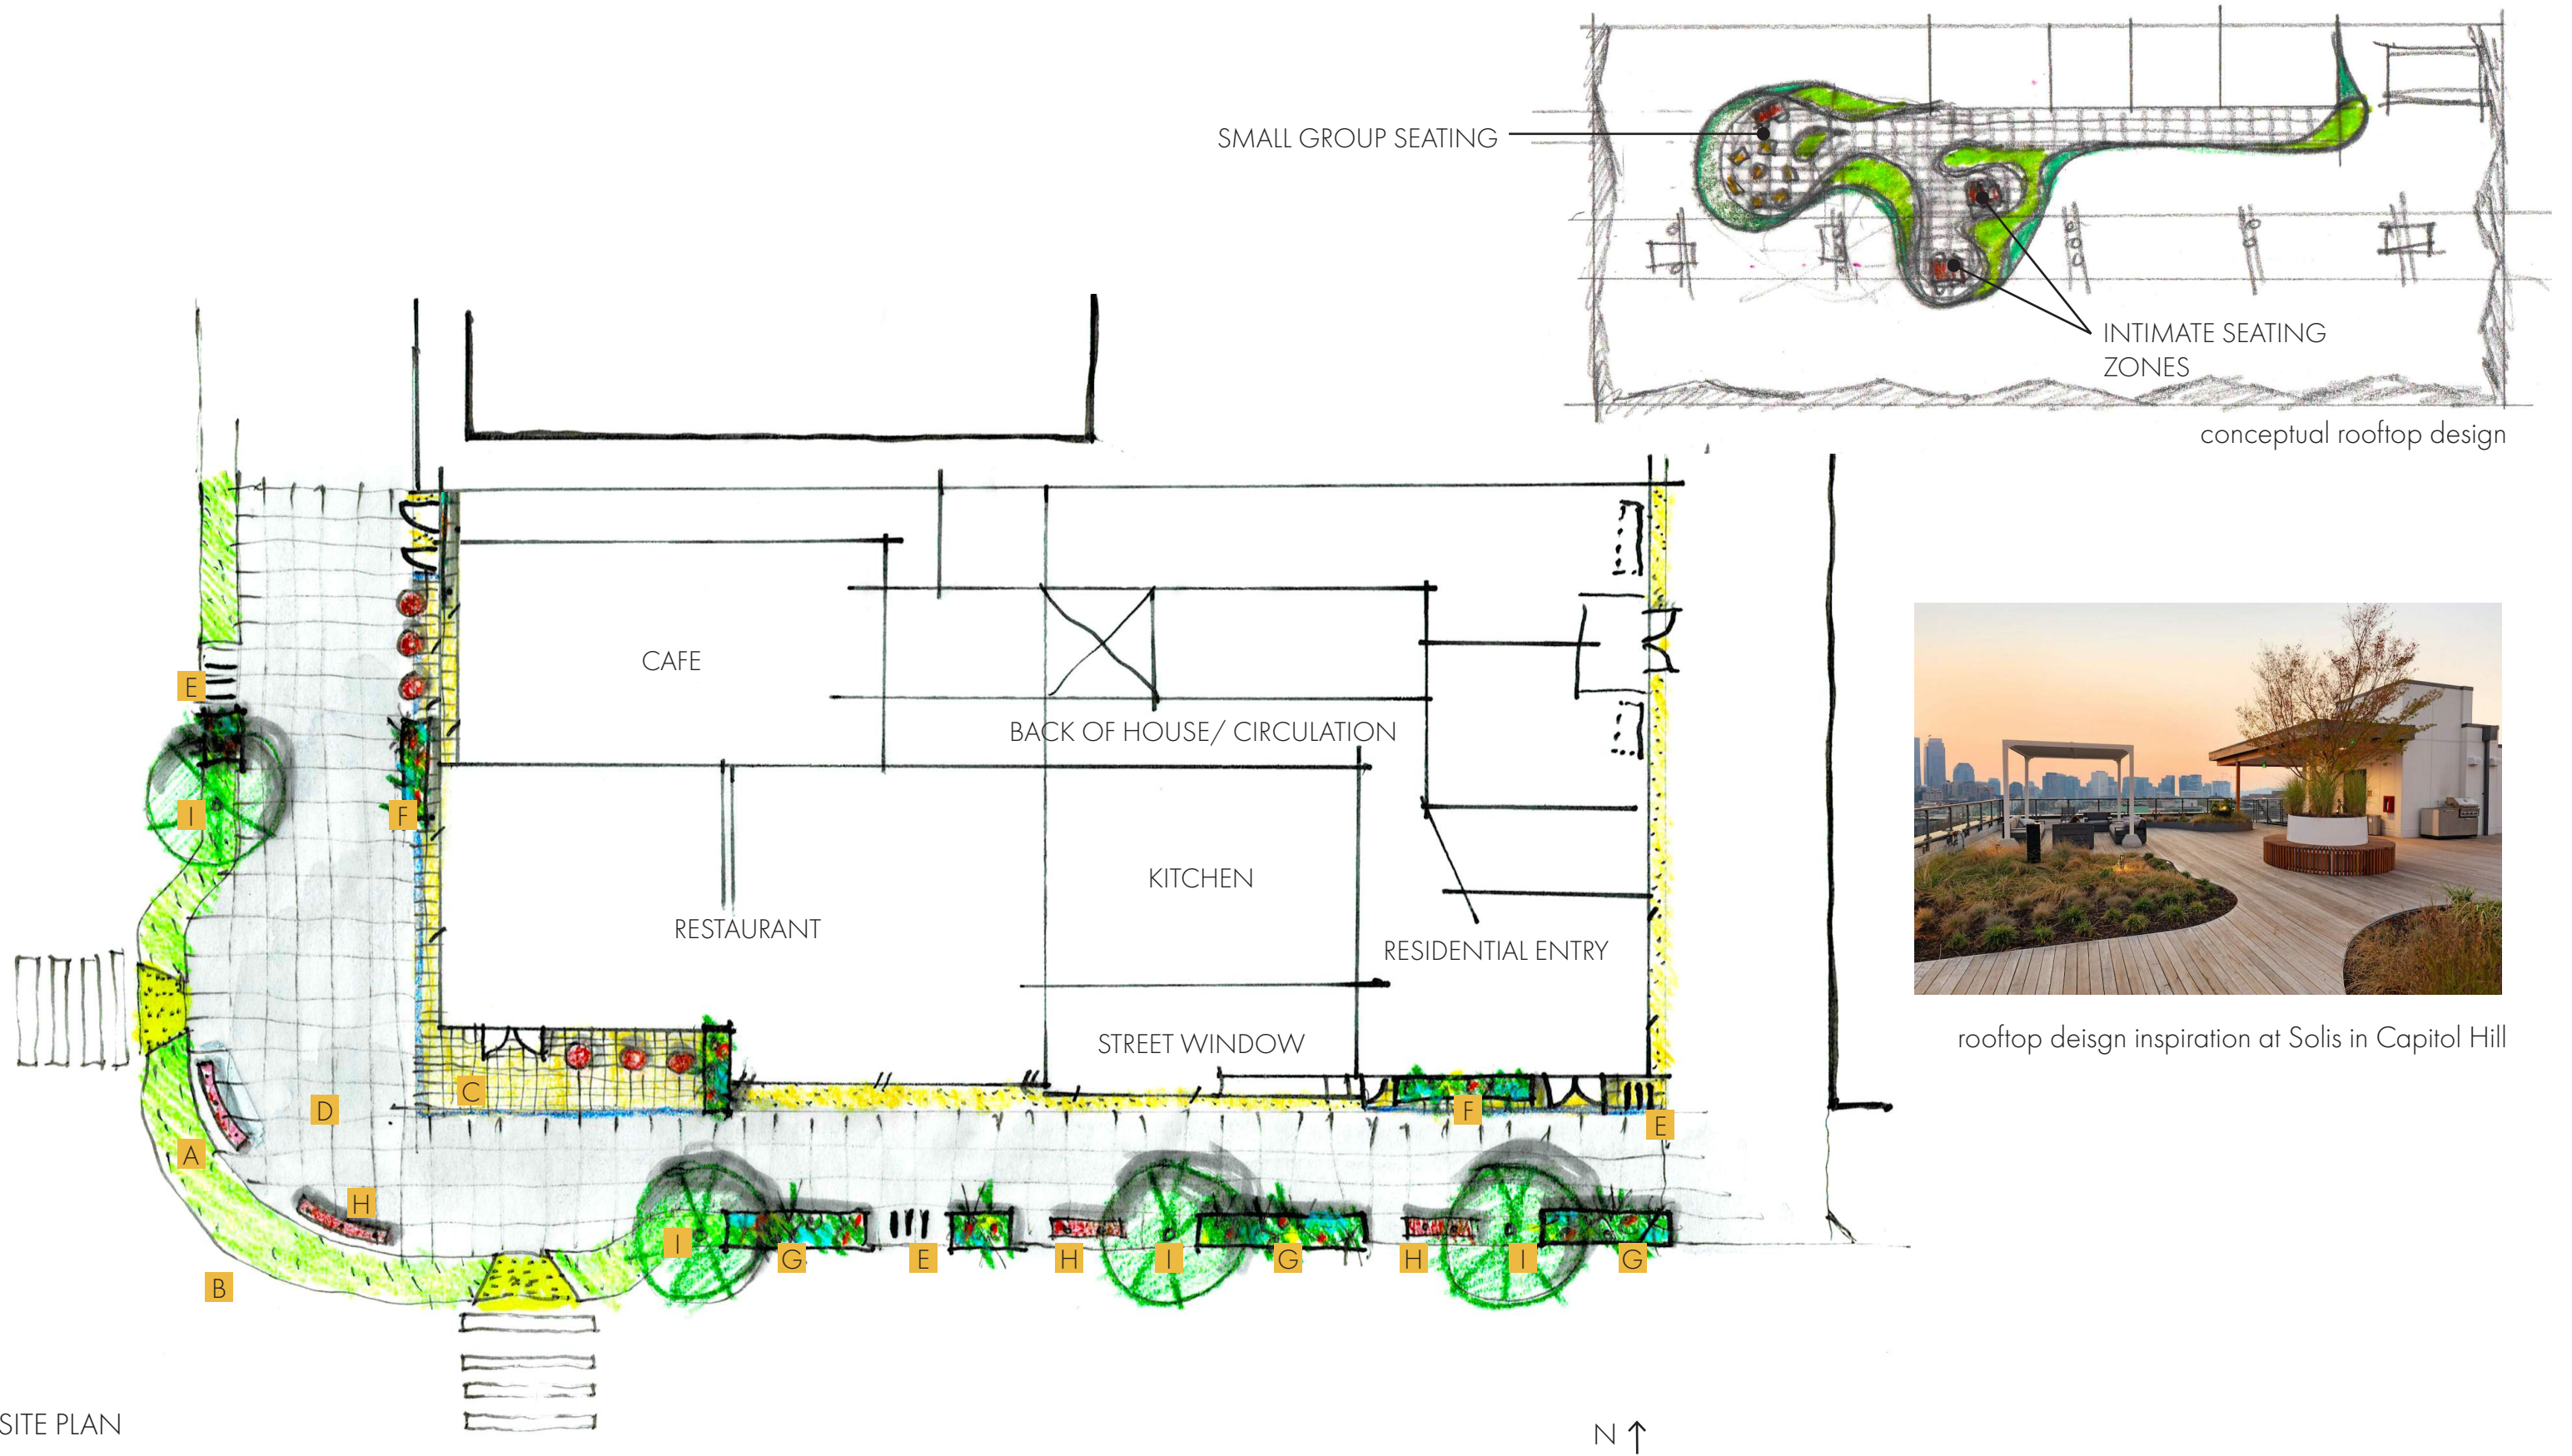 SMALL GROUP SEATING
INTIMATE SEATING
ZONES
conceptual rooftop design
CAFE
E
BACK OF HOUSE/ CIRCULATION
I
F
KITCHEN
RESTAURANT
RESIDENTIAL ENTRY
STREET WINDOW
rooftop deisgn inspiration at Solis in Capitol Hill
C
D
F
E
A
H
I
G
E
H
I
G
H
I
G
B
SITE PLAN
N